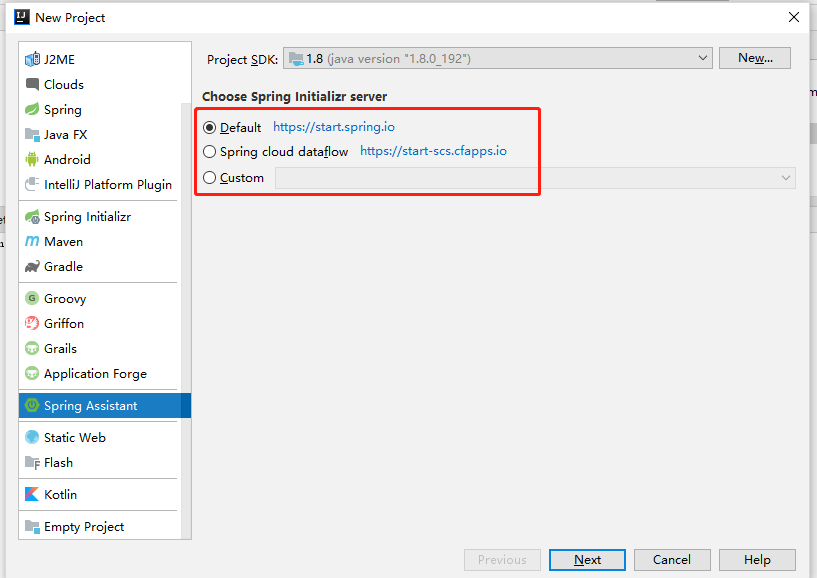 New Project
J2ME
Clouds
Spring
Java FX
Android
IntelliJ Platform Plugin
Spring Initializr
Maven
Gradle
Groovy
Griffon
Grails
Application Forge
Spring Assistant
Static Web
Flash
Kotlin
Empty Project
Project SDK: 1.8 (java version "1.8.0_192") New...
Choose Spring Initializr server
Default https://start.spring.io
Spring cloud dataflow https://start-scs.cfapps.io
Custom
Previous Next Cancel Help